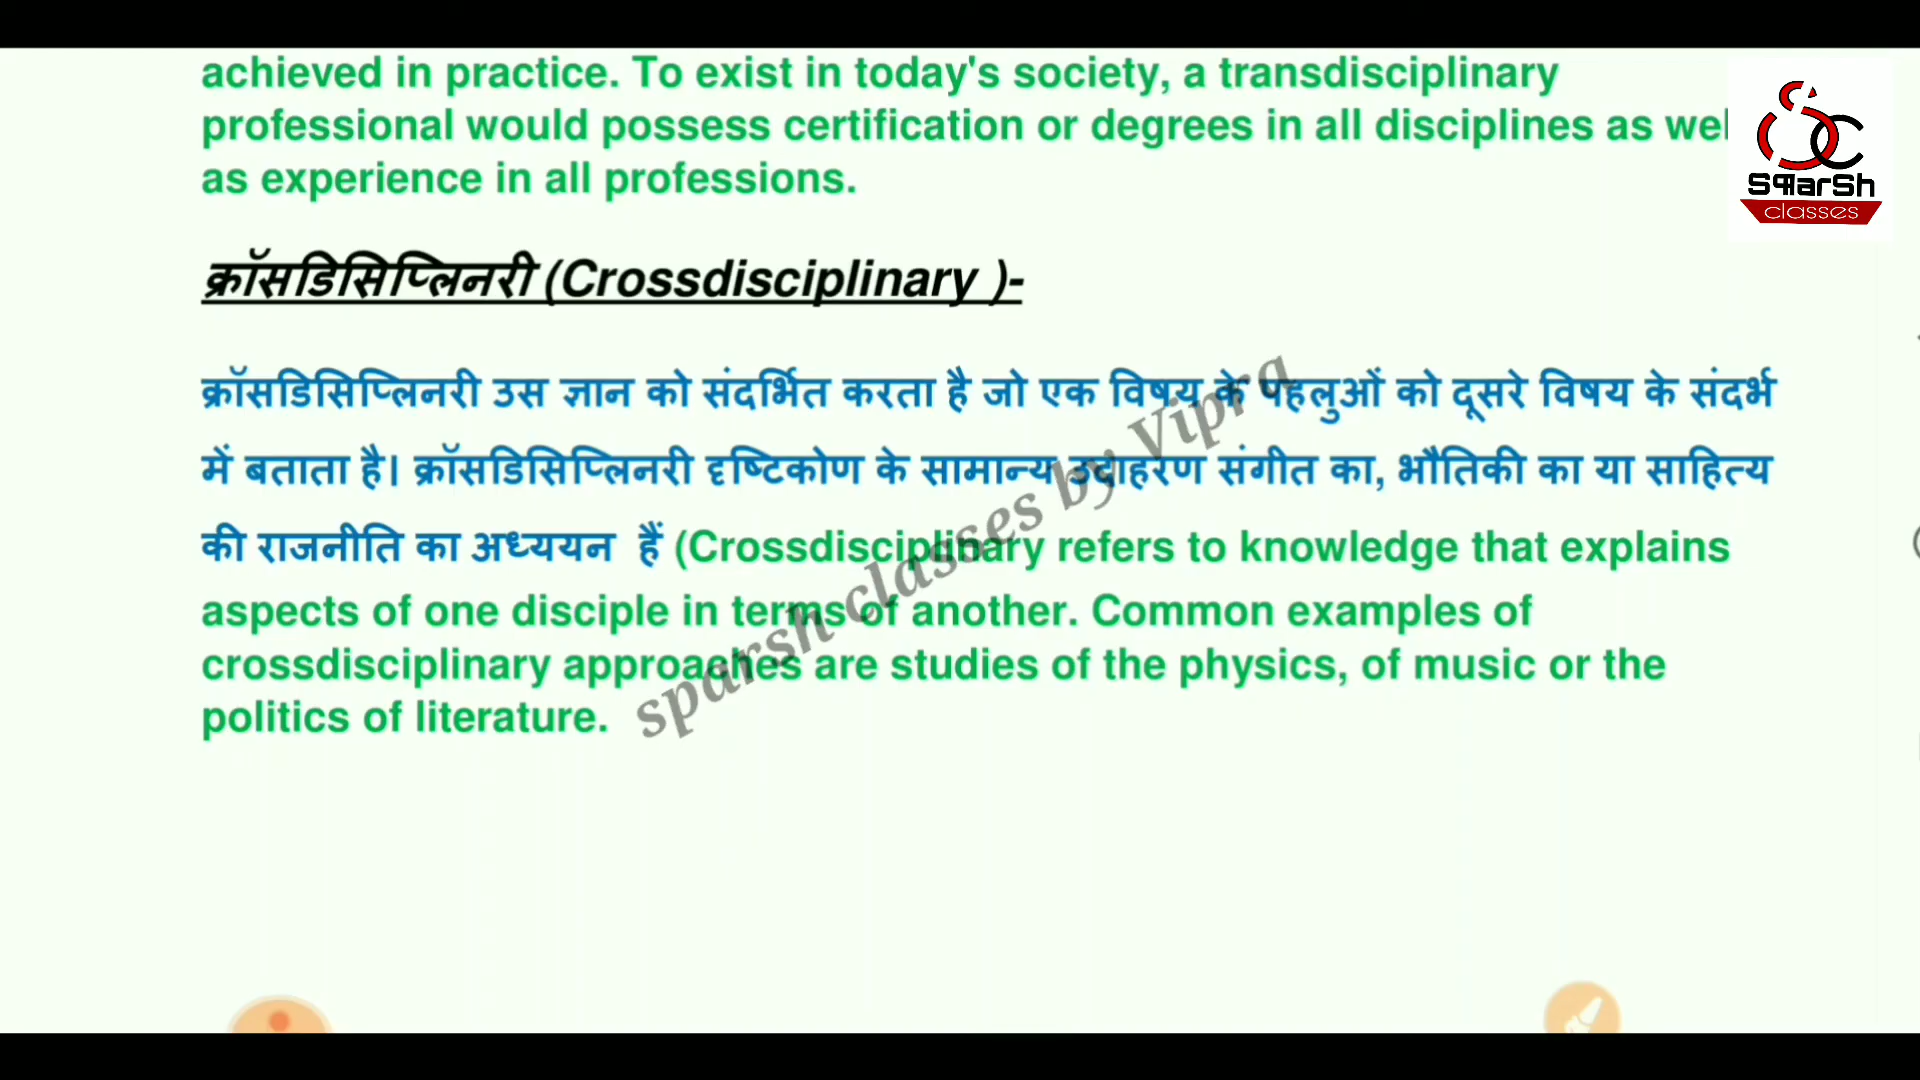 achieved in practice. To exist in today's society, a transdisciplinary
professional would possess certification or degrees in all disciplines as wel
as experience in all professions.
क्रॉसडिसिप्लिनरी (Crossdisciplinary )-
क्रॉसडिसिप्लिनरी उस ज्ञान को संदर्भित करता है जो एक विषय के पहलुओं को दूसरे विषय के संदर्भ
में बताता है। क्रॉसडिसिप्लिनरी दृष्टिकोण के सामान्य उदाहरण संगीत का, भौतिकी का या साहित्य
की राजनीति का अध्ययन हैं (Crossdisciplinary refers to knowledge that explains
aspects of one disciple in terms of another. Common examples of
crossdisciplinary approaches are studies of the physics, of music or the
politics of literature.
sparsh classes by Vipra
SपarSh
classes